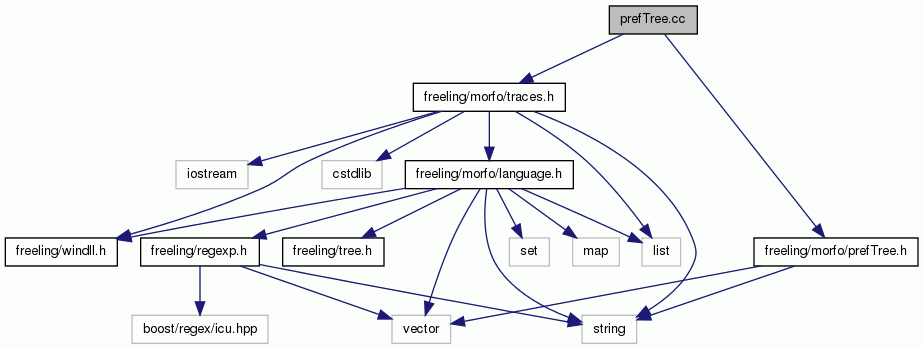 prefTree.cc
freeling/morfo/traces.h
iostream
cstdlib
freeling/morfo/language.h
freeling/windll.h
freeling/regexp.h
freeling/tree.h
set
map
list
freeling/morfo/prefTree.h
boost/regex/icu.hpp
vector
string